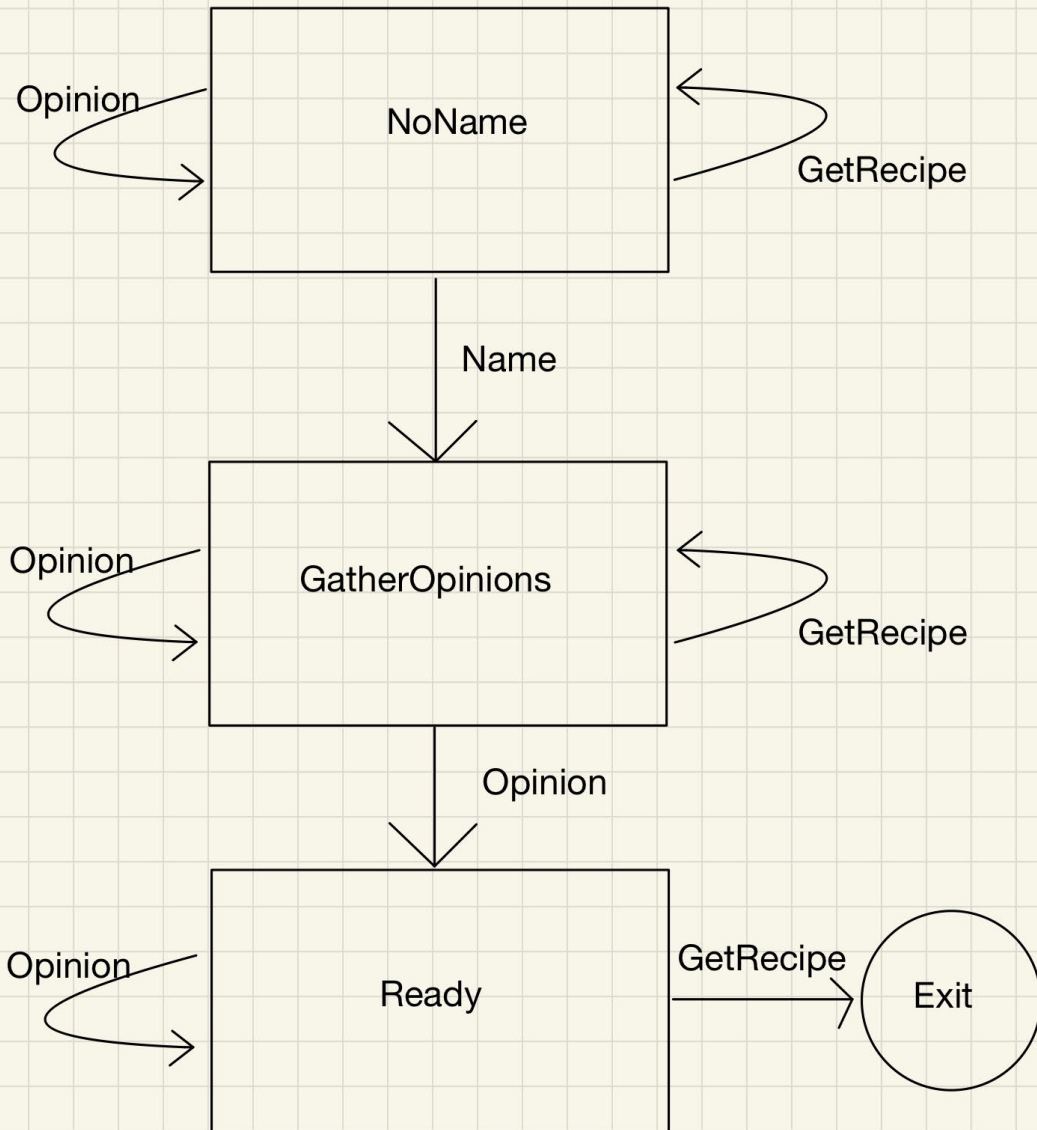 Opinion
NoName
GetRecipe
Name
Opinion
GatherOpinions
GetRecipe
Opinion
Opinion
Ready
GetRecipe
Exit